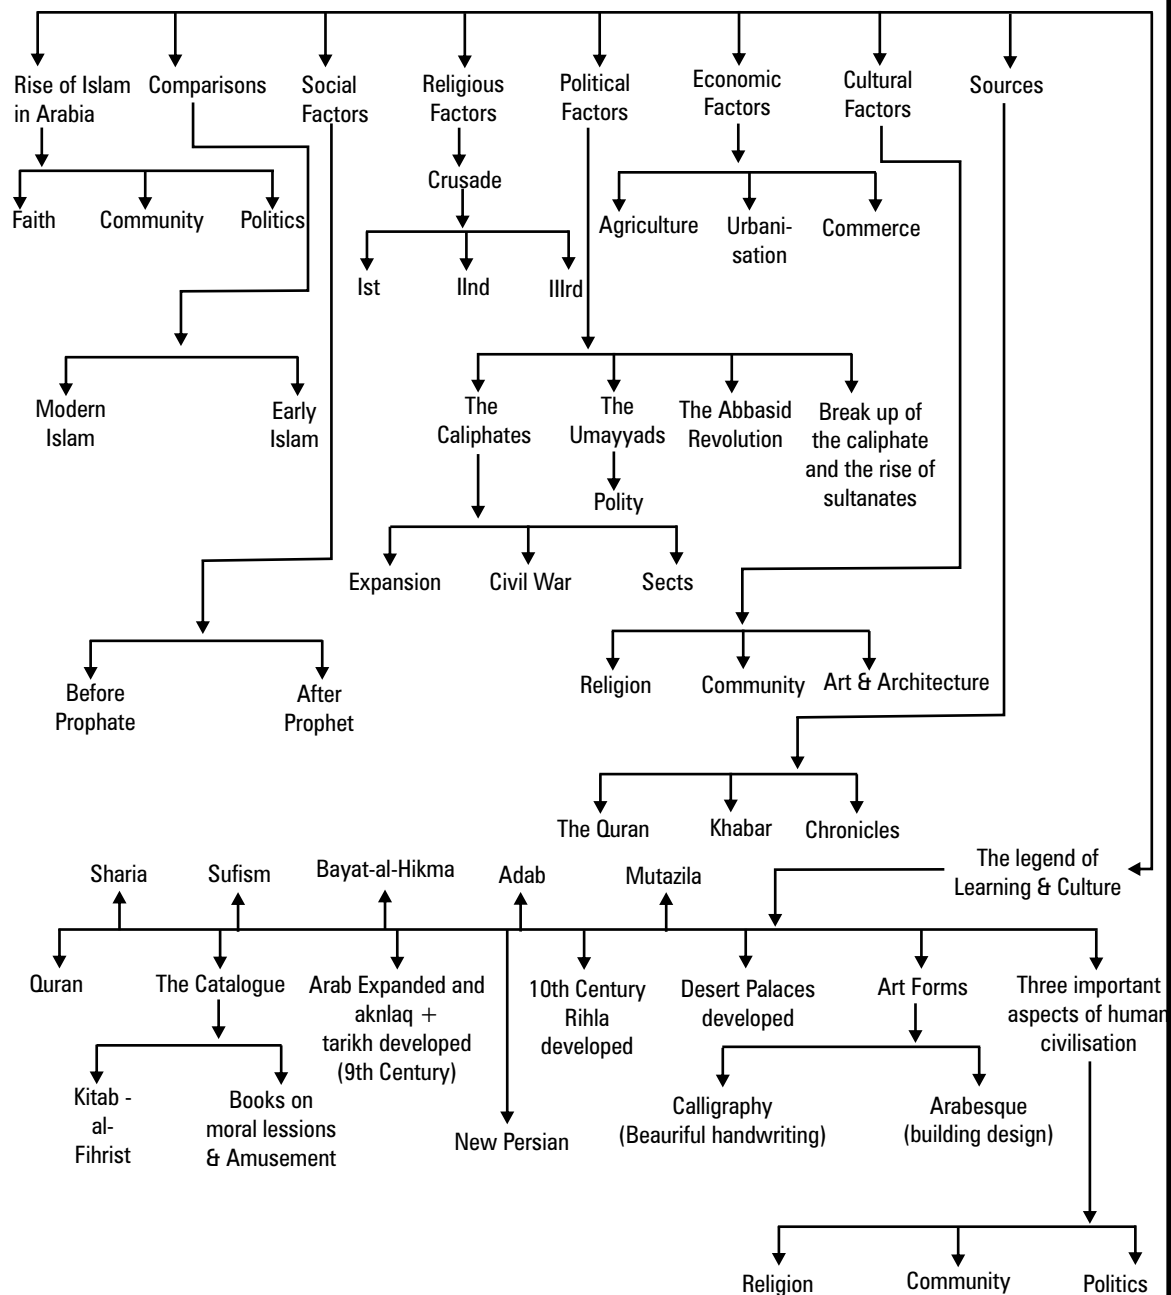 Rise of Islam
in Arabia
Comparisons
Social
Factors
Religious
Factors
Political
Factors
Economic
Factors
Cultural
Factors
Sources
Faith
Community
Politics
Crusade
Ist
IInd
IIIrd
Agriculture
Urbani-
sation
Commerce
Modern
Islam
Early
Islam
The
Caliphates
The
Umayyads
The Abbasid
Revolution
Break up of
the caliphate
and the rise of
sultanates
Polity
Expansion
Civil War
Sects
Before
Prophate
After
Prophet
Religion
Community
Art & Architecture
The Quran
Khabar
Chronicles
The legend of
Learning & Culture
Sharia
Sufism
Bayat-al-Hikma
Adab
Mutazila
Quran
The Catalogue
Arab Expanded and
aknlaq +
tarikh developed
(9th Century)
10th Century
Rihla
developed
Desert Palaces
developed
Art Forms
Three important
aspects of human
civilisation
Kitab -
al-
Fihrist
Books on
moral lessions
& Amusement
New Persian
Calligraphy
(Beauriful handwriting)
Arabesque
(building design)
Religion
Community
Politics